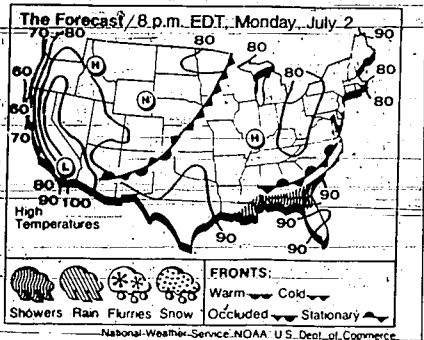 The Forecast/8 p.m. EDT, Monday, July 2
70 80
90
60
80
80
80
80
60
80
70
H
H
H
L
80
90 100
90
90
90
High
Temperatures
FRONTS:
Warm Cold
Showers Rain Flurries Snow
Occluded Stationary
National Weather Service NOAA U.S. Dept. of Commerce